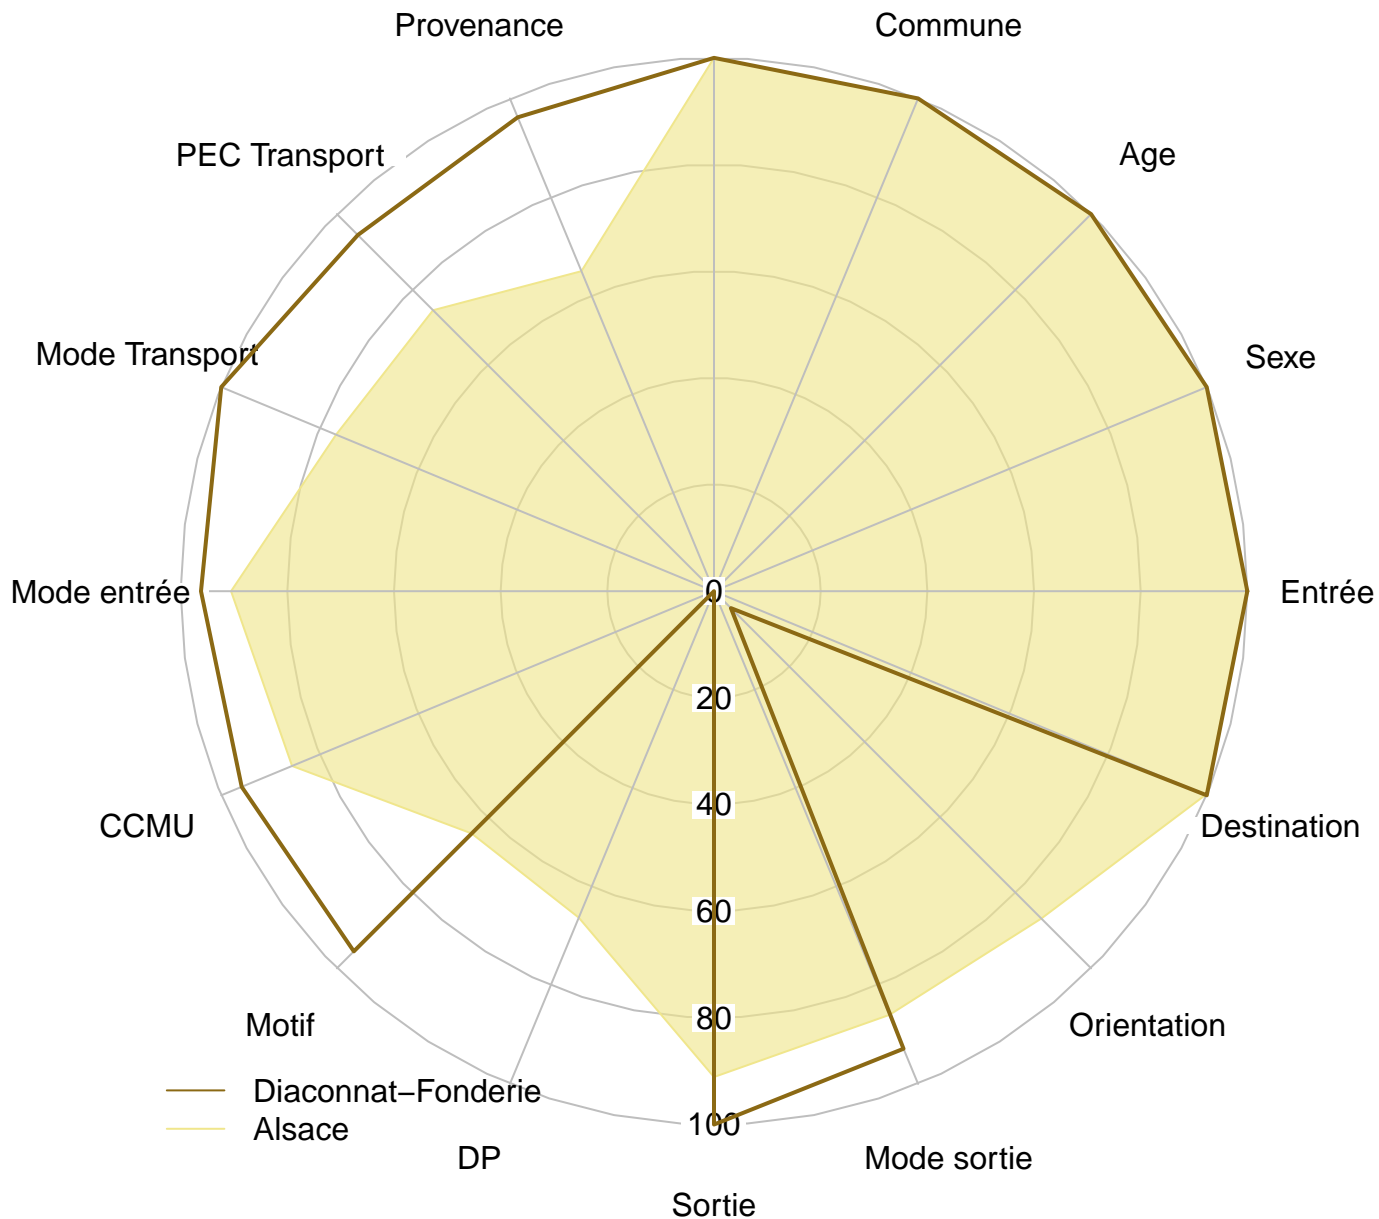 Provenance
Commune
PEC Transport
Age
Mode Transport
Sexe
Mode entrée
0
Entrée
20
40
CCMU
Destination
60
80
Motif
Orientation
Diaconnat−Fonderie
100
Alsace
DP
Mode sortie
Sortie